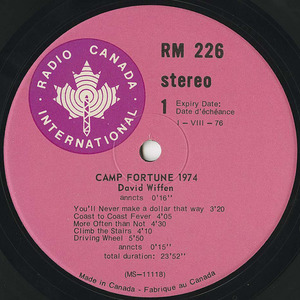 RADIO CANADA
INTERNATIONAL
RM 226
stereo
1 Expiry Date:
Date d'échéance
I - VIII - 76
CAMP FORTUNE 1974
David Wiffen
anncts 0'16"
You'll Never make a dollar that way 3'20
Coast to Coast Fever 4'05
More Often than Not 4'30
Climb the Stairs 4'10
Driving Wheel 5'50
anncts 0'15"
total duration: 23'52"
(MS-11118)
Made in Canada - Fabrique au Canada